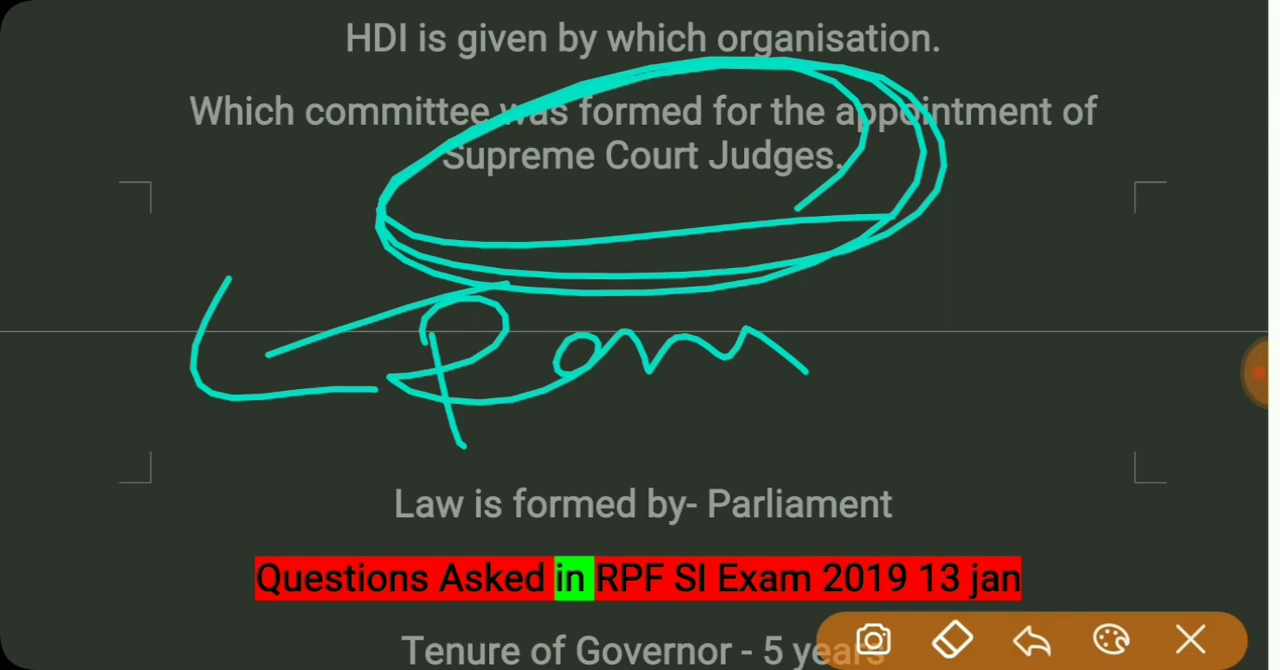 HDI is given by which organisation.
Which committee was formed for the appointment of
Supreme Court Judges.
Law is formed by- Parliament
Questions Asked in RPF SI Exam 2019 13 jan
Tenure of Governor - 5 years